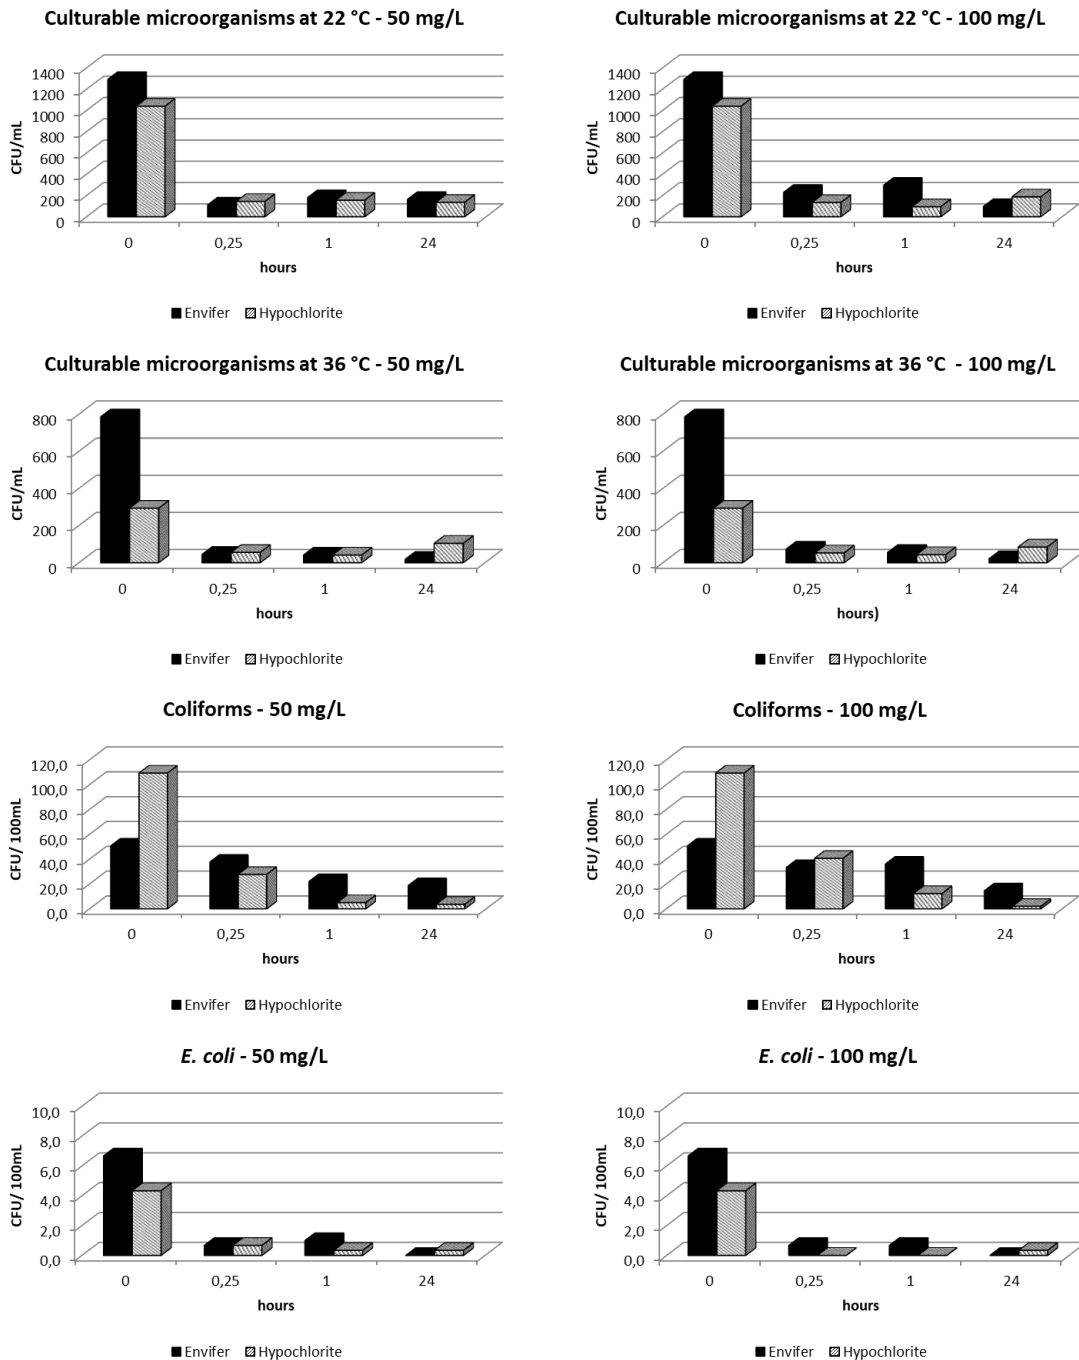 Culturable microorganisms at 22 °C - 50 mg/L
1400
1200
1000
800
600
400
200
0
CFU/mL
0 0,25 1 24
hours
Envifer Hypochlorite
Culturable microorganisms at 22 °C - 100 mg/L
1400
1200
1000
800
600
400
200
0
CFU/mL
0 0,25 1 24
hours
Envifer Hypochlorite
Culturable microorganisms at 36 °C - 50 mg/L
800
600
400
200
0
CFU/mL
0 0,25 1 24
hours
Envifer Hypochlorite
Culturable microorganisms at 36 °C - 100 mg/L
800
600
400
200
0
CFU/mL
0 0,25 1 24
hours)
Envifer Hypochlorite
Coliforms - 50 mg/L
120,0
100,0
80,0
60,0
40,0
20,0
0,0
CFU/ 100mL
0 0,25 1 24
hours
Envifer Hypochlorite
Coliforms - 100 mg/L
120,0
100,0
80,0
60,0
40,0
20,0
0,0
CFU/ 100mL
0 0,25 1 24
hours
Envifer Hypochlorite
E. coli - 50 mg/L
10,0
8,0
6,0
4,0
2,0
0,0
CFU/ 100mL
0 0,25 1 24
hours
Envifer Hypochlorite
E. coli - 100 mg/L
10,0
8,0
6,0
4,0
2,0
0,0
CFU/ 100mL
0 0,25 1 24
hours
Envifer Hypochlorite